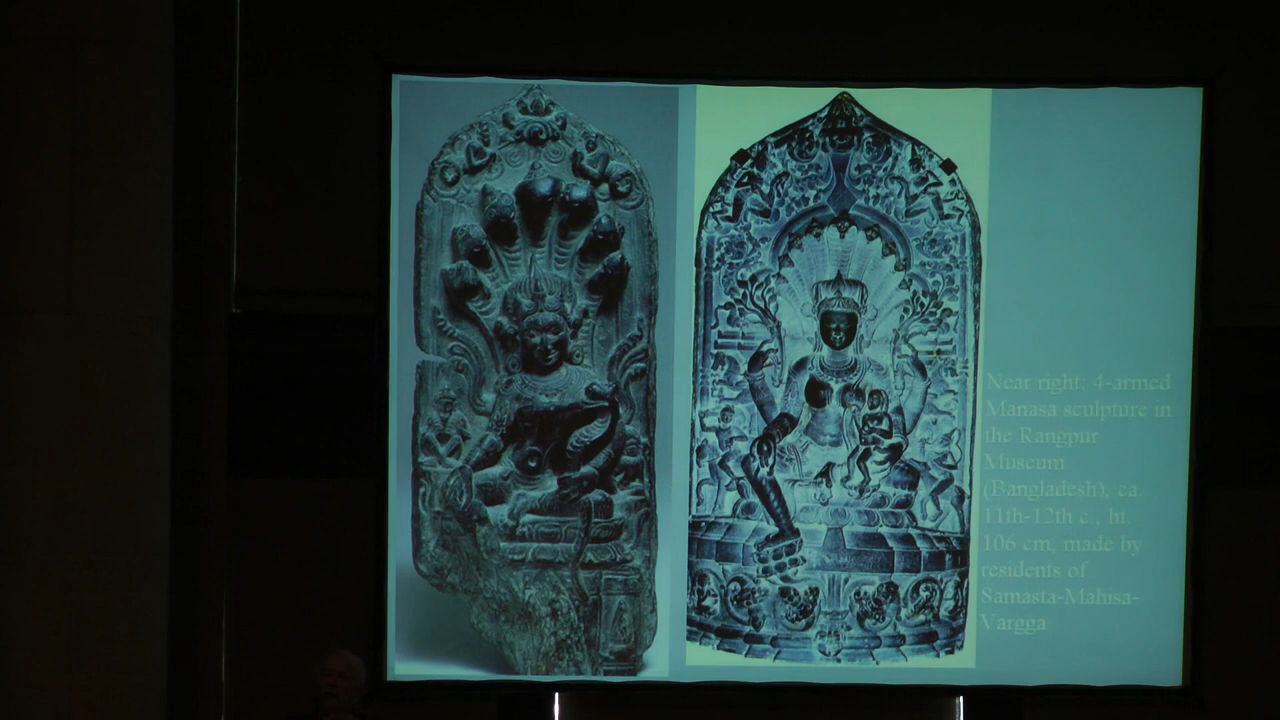 Near right: 4-armed
Manasa sculpture in
the Rangpur
Museum
(Bangladesh), ca.
11th-12th c., ht.
106 cm, made by
residents of
Samasta-Mahisa-
Vargga